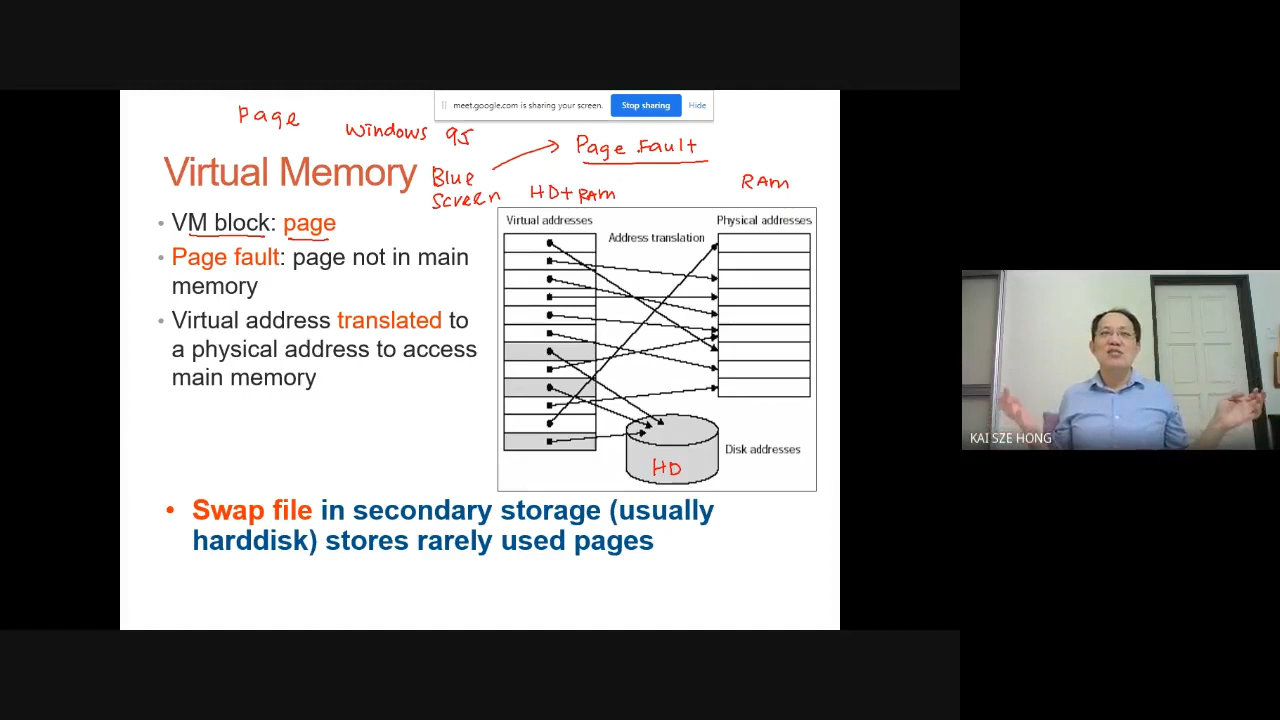 meet.google.com is sharing your screen.
Stop sharing
Hide
Page
Windows 95
Page Fault
Virtual Memory
Blue
Screen
HD+RAM
RAM
• VM block: page
• Page fault: page not in main
memory
• Virtual address translated to
a physical address to access
main memory
Virtual addresses
Address translation
Physical addresses
HD
Disk addresses
• Swap file in secondary storage (usually
harddisk) stores rarely used pages
KAI SZE HONG